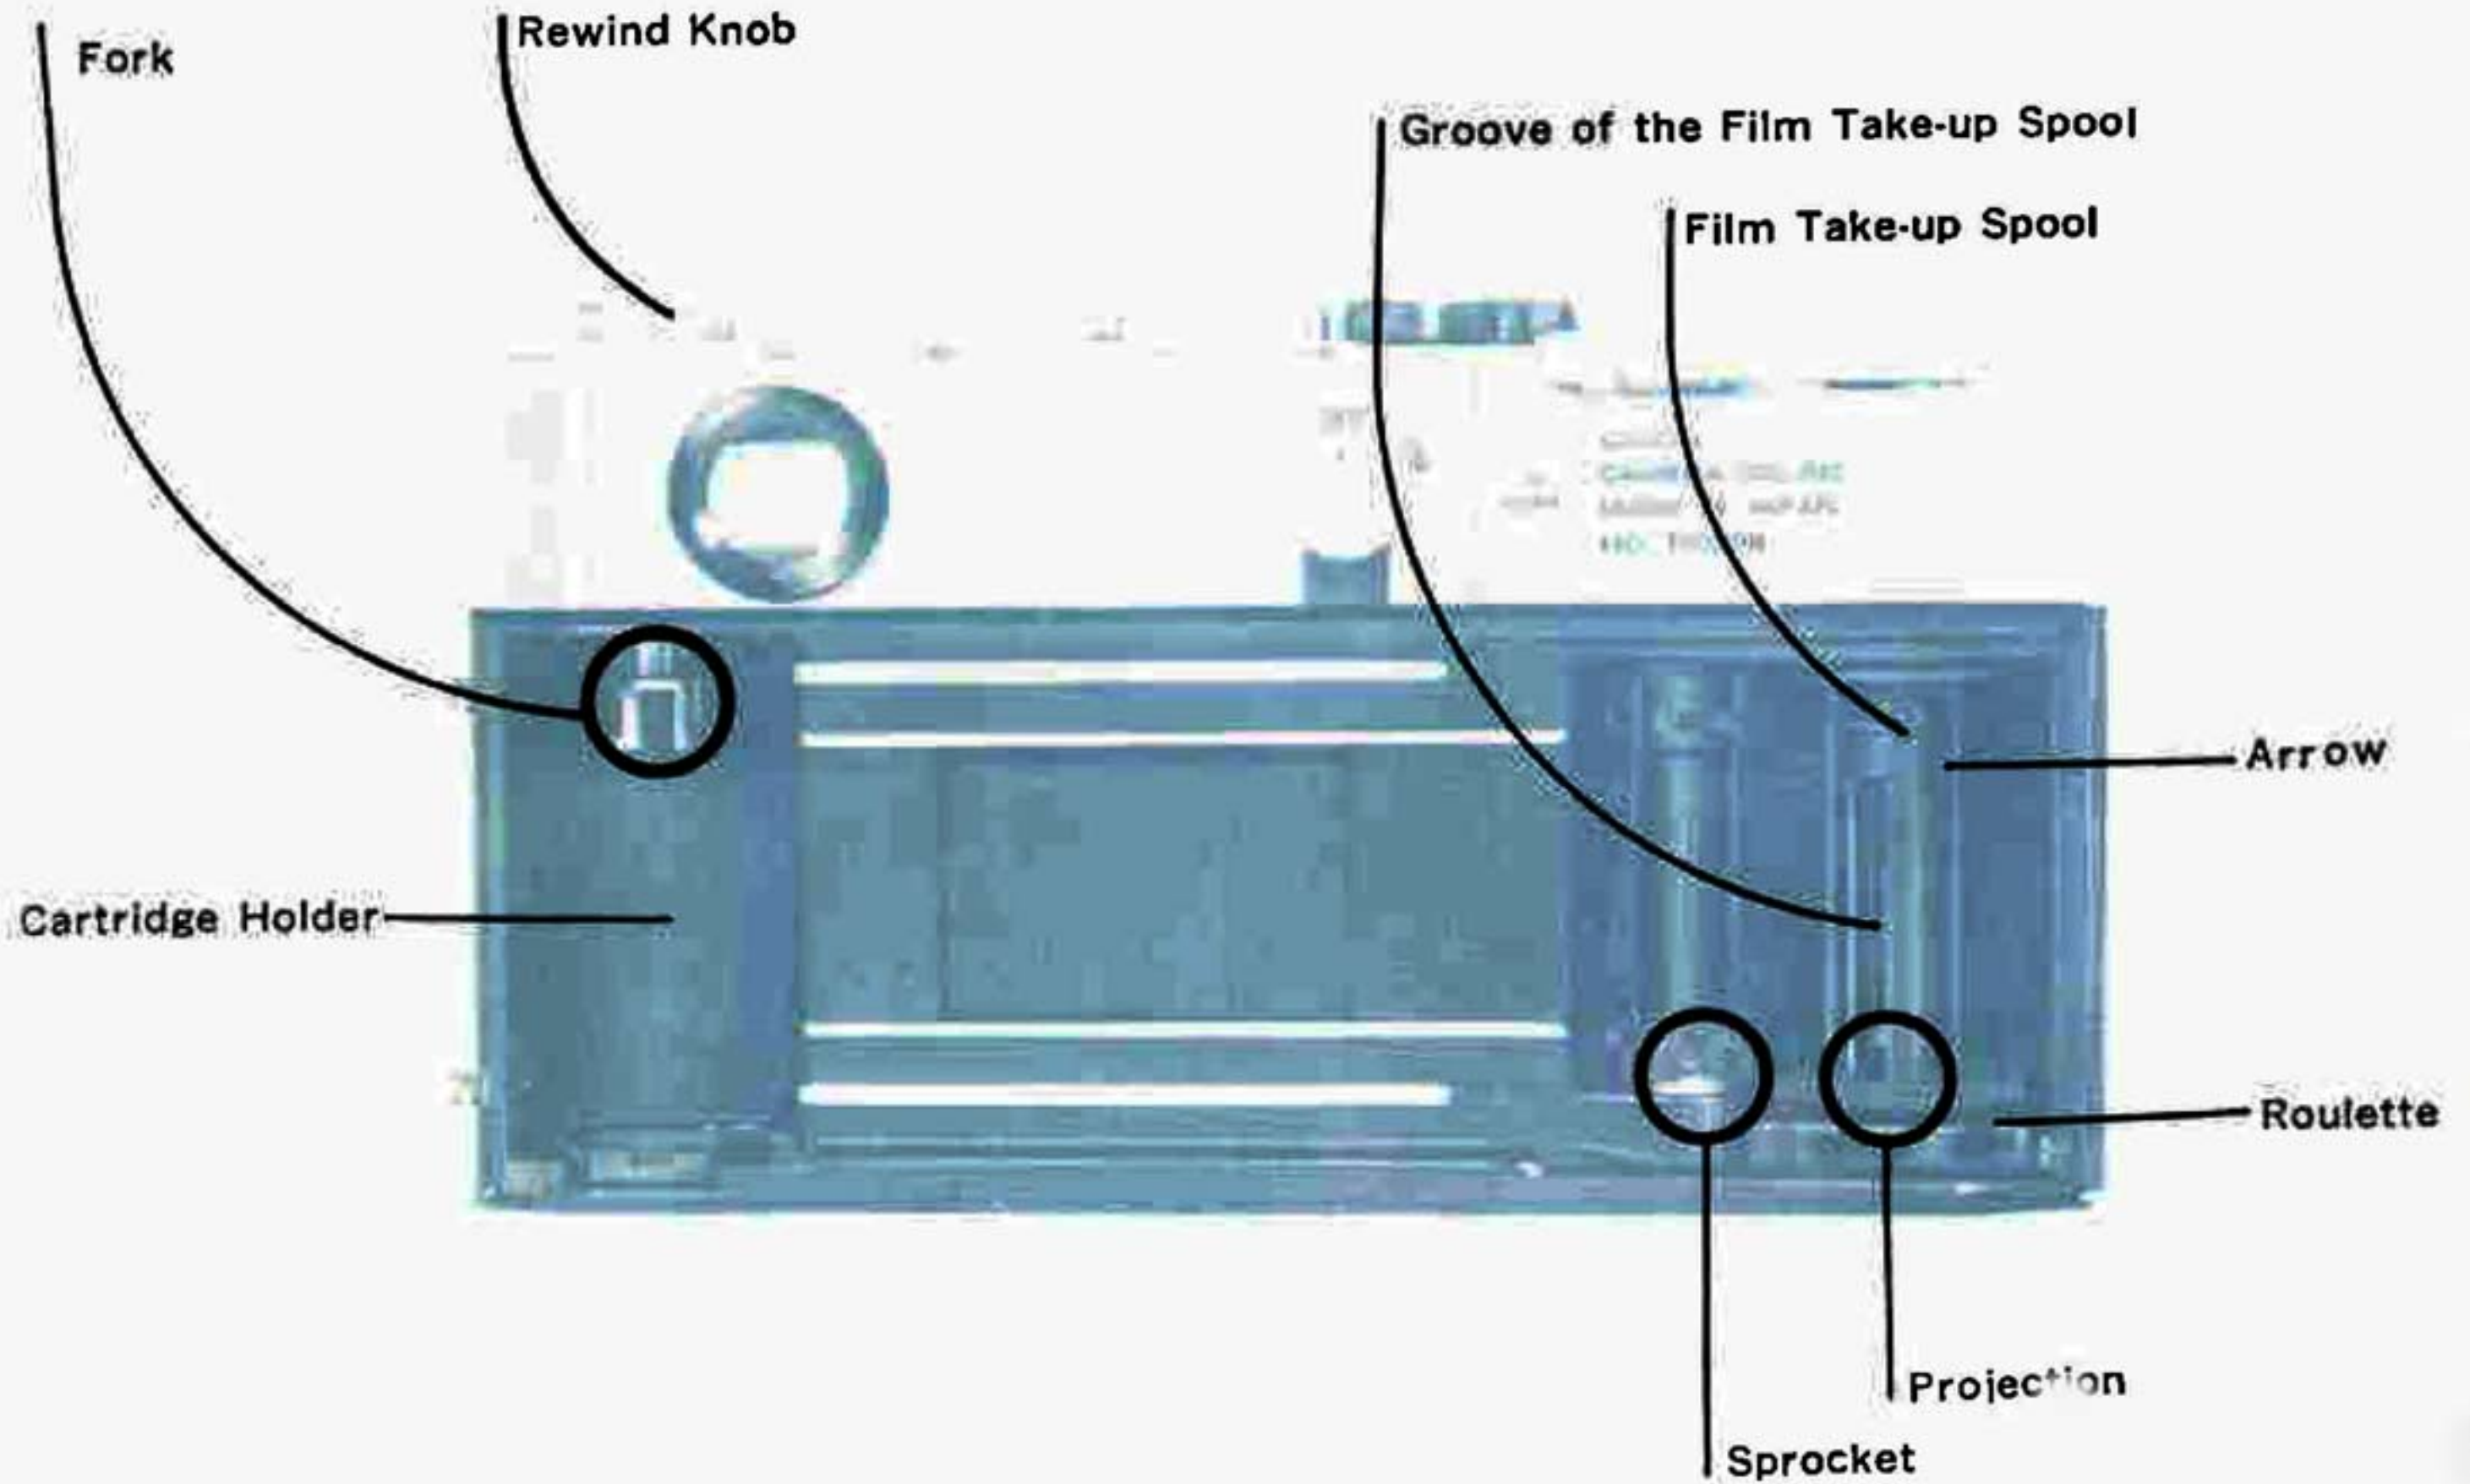 Fork
Rewind Knob
Groove of the Film Take-up Spool
Film Take-up Spool
Arrow
Cartridge Holder
Roulette
Projection
Sprocket